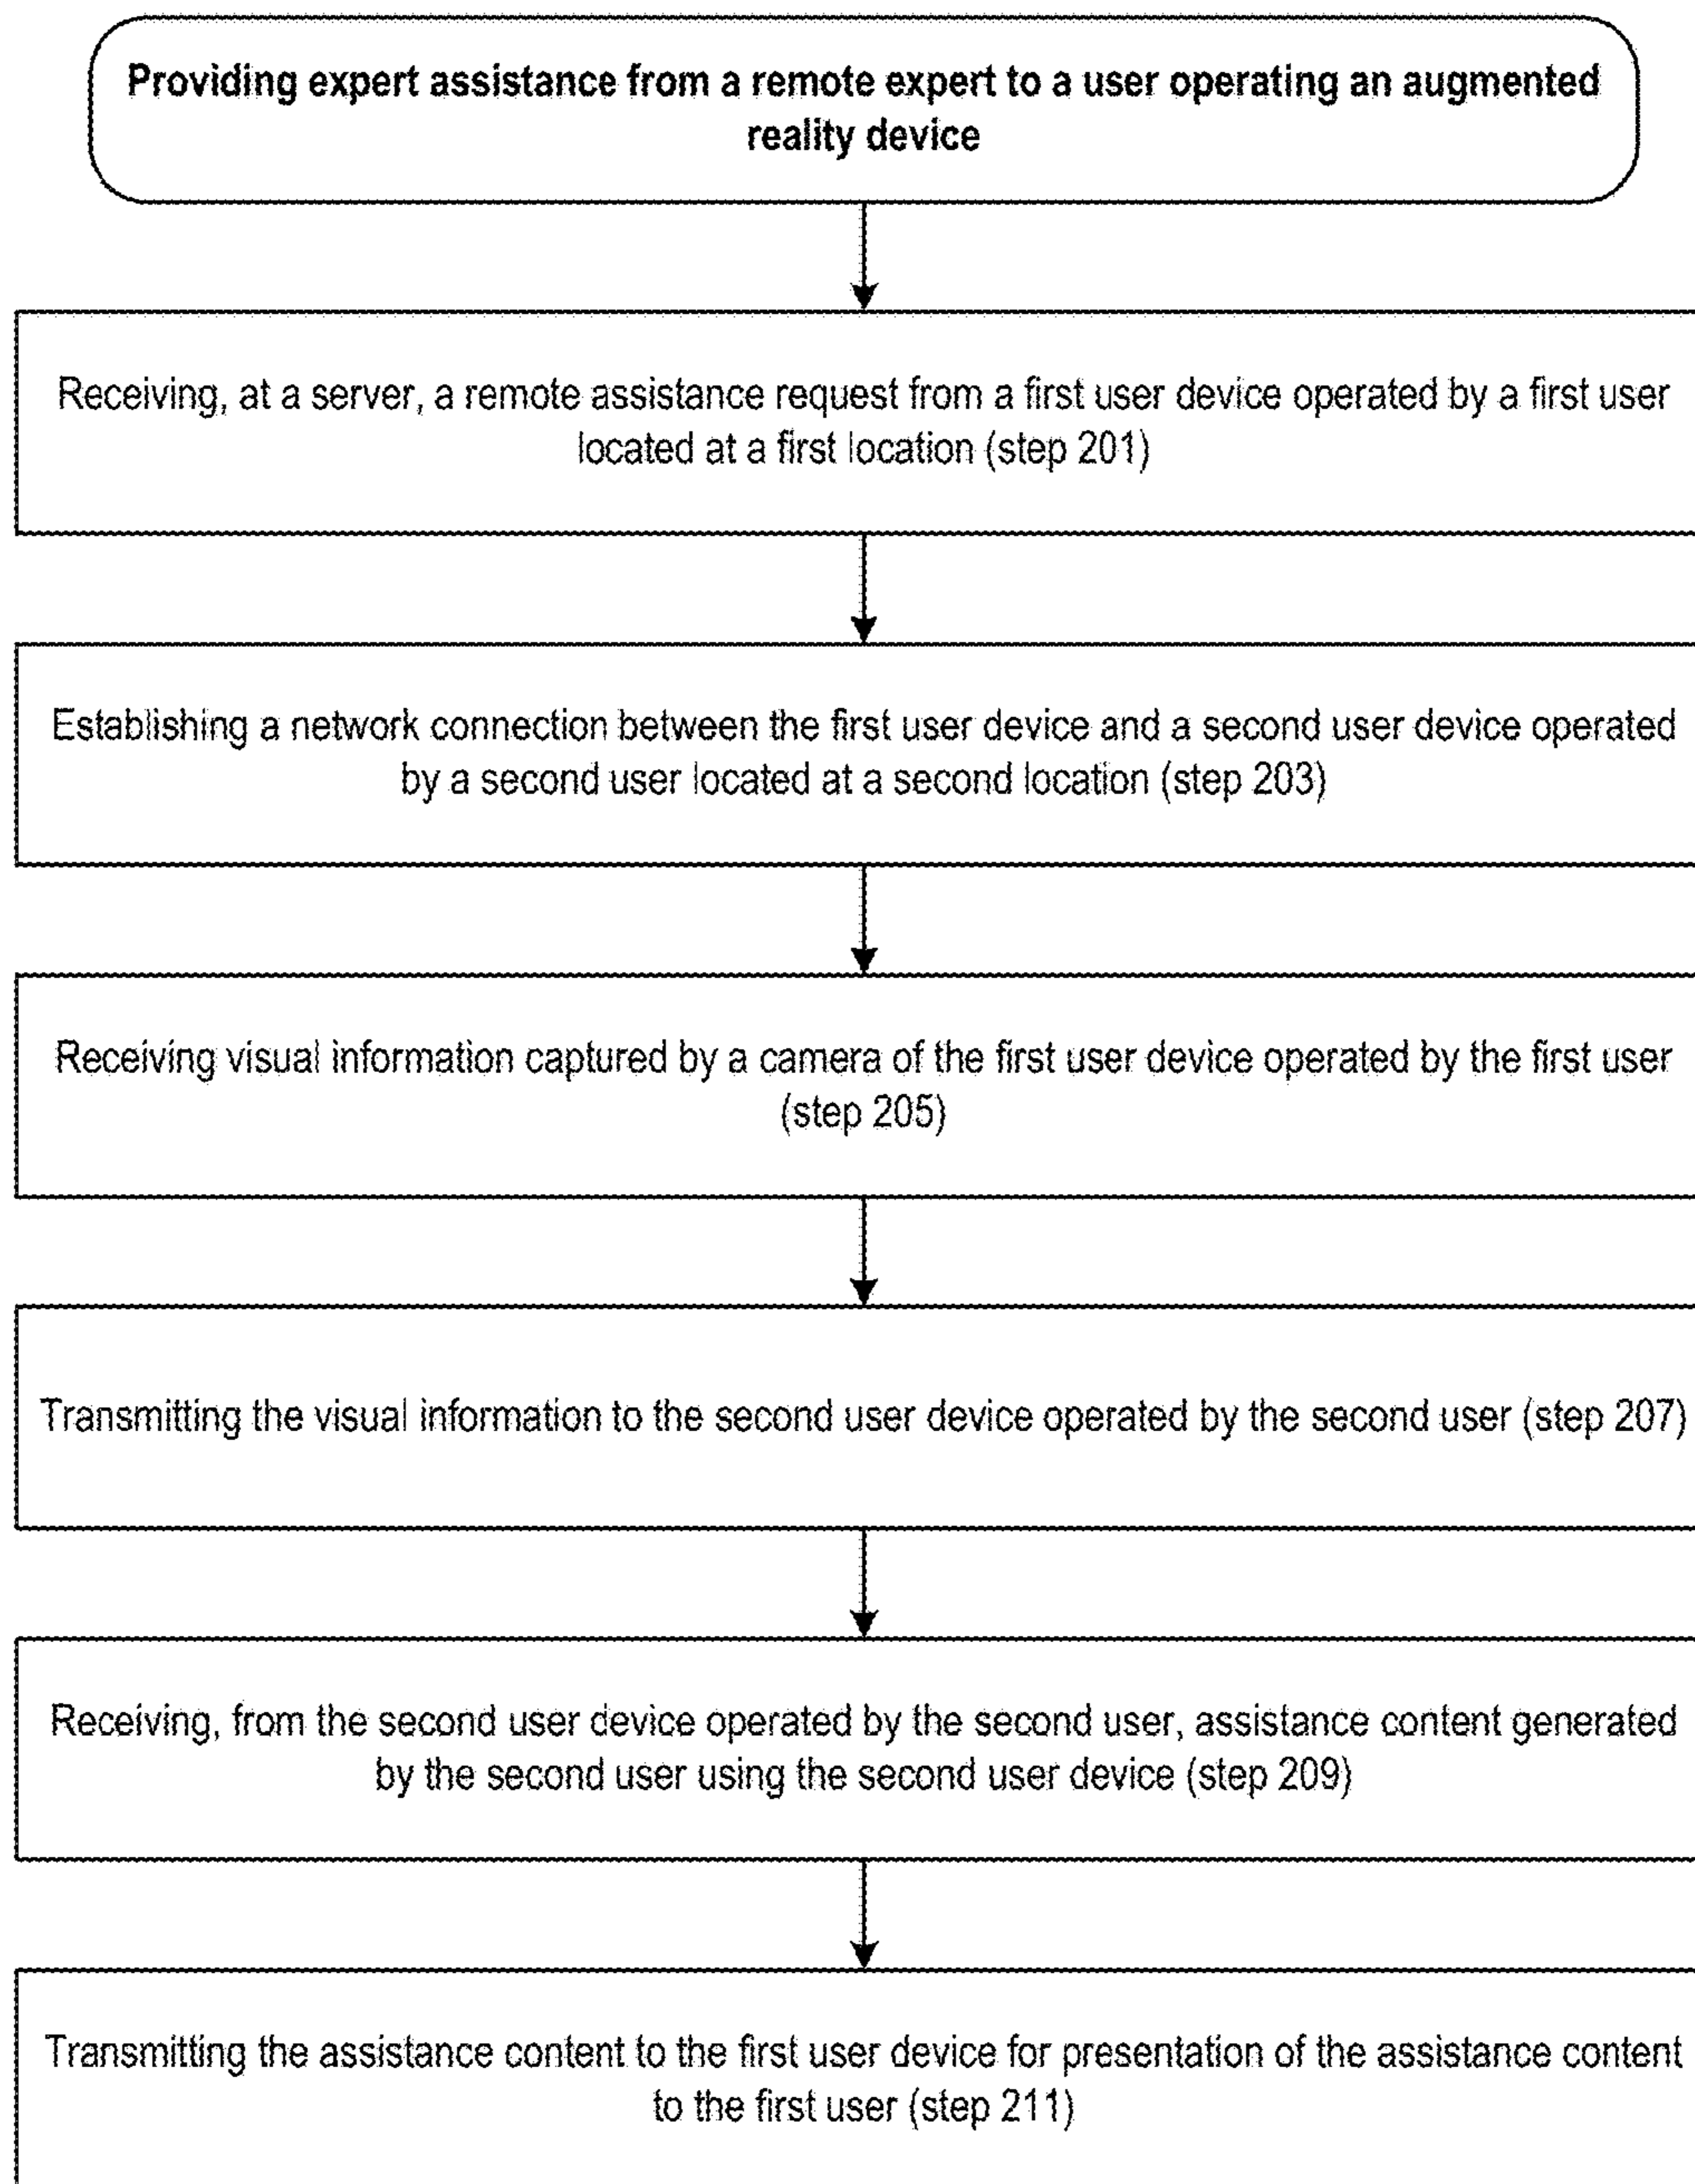 Providing expert assistance from a remote expert to a user operating an augmented
reality device
Receiving, at a server, a remote assistance request from a first user device operated by a first user
located at a first location (step 201)
Establishing a network connection between the first user device and a second user device operated
by a second user located at a second location (step 203)
Receiving visual information captured by a camera of the first user device operated by the first user
(step 205)
Transmitting the visual information to the second user device operated by the second user (step 207)
Receiving, from the second user device operated by the second user, assistance content generated
by the second user using the second user device (step 209)
Transmitting the assistance content to the first user device for presentation of the assistance content
to the first user (step 211)